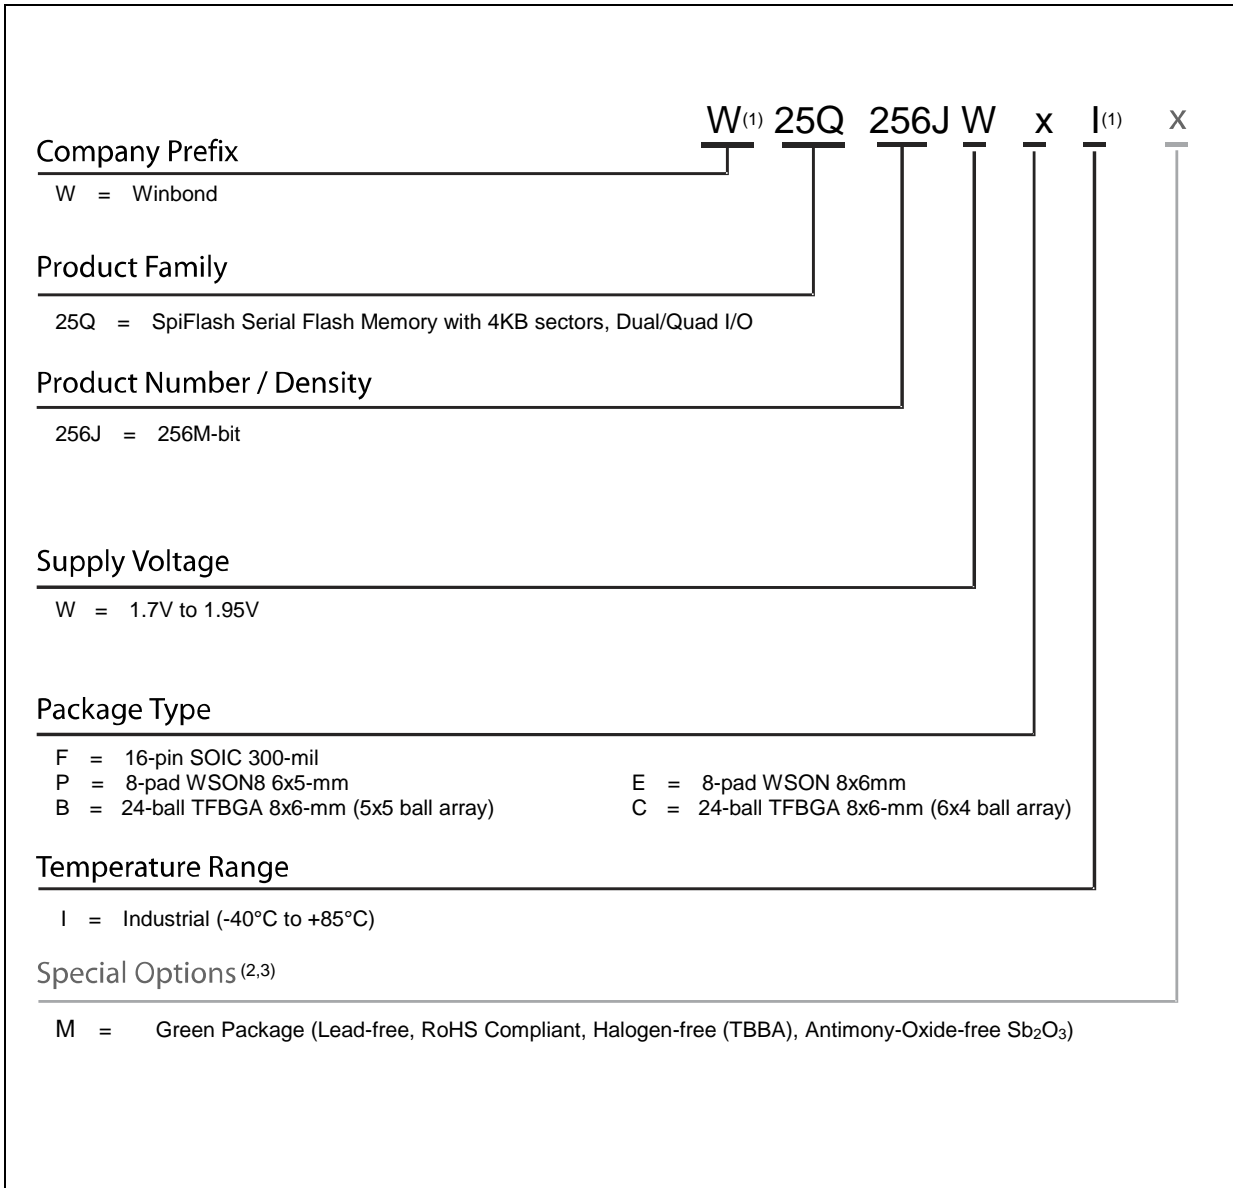 W(1) 25Q 256J W x I(1) x
Company Prefix
W = Winbond
Product Family
25Q = SpiFlash Serial Flash Memory with 4KB sectors, Dual/Quad I/O
Product Number / Density
256J = 256M-bit
Supply Voltage
W = 1.7V to 1.95V
Package Type
F = 16-pin SOIC 300-mil
P = 8-pad WSON8 6x5-mm E = 8-pad WSON 8x6mm
B = 24-ball TFBGA 8x6-mm (5x5 ball array) C = 24-ball TFBGA 8x6-mm (6x4 ball array)
Temperature Range
I = Industrial (-40°C to +85°C)
Special Options (2,3)
M = Green Package (Lead-free, RoHS Compliant, Halogen-free (TBBA), Antimony-Oxide-free Sb₂O₃)